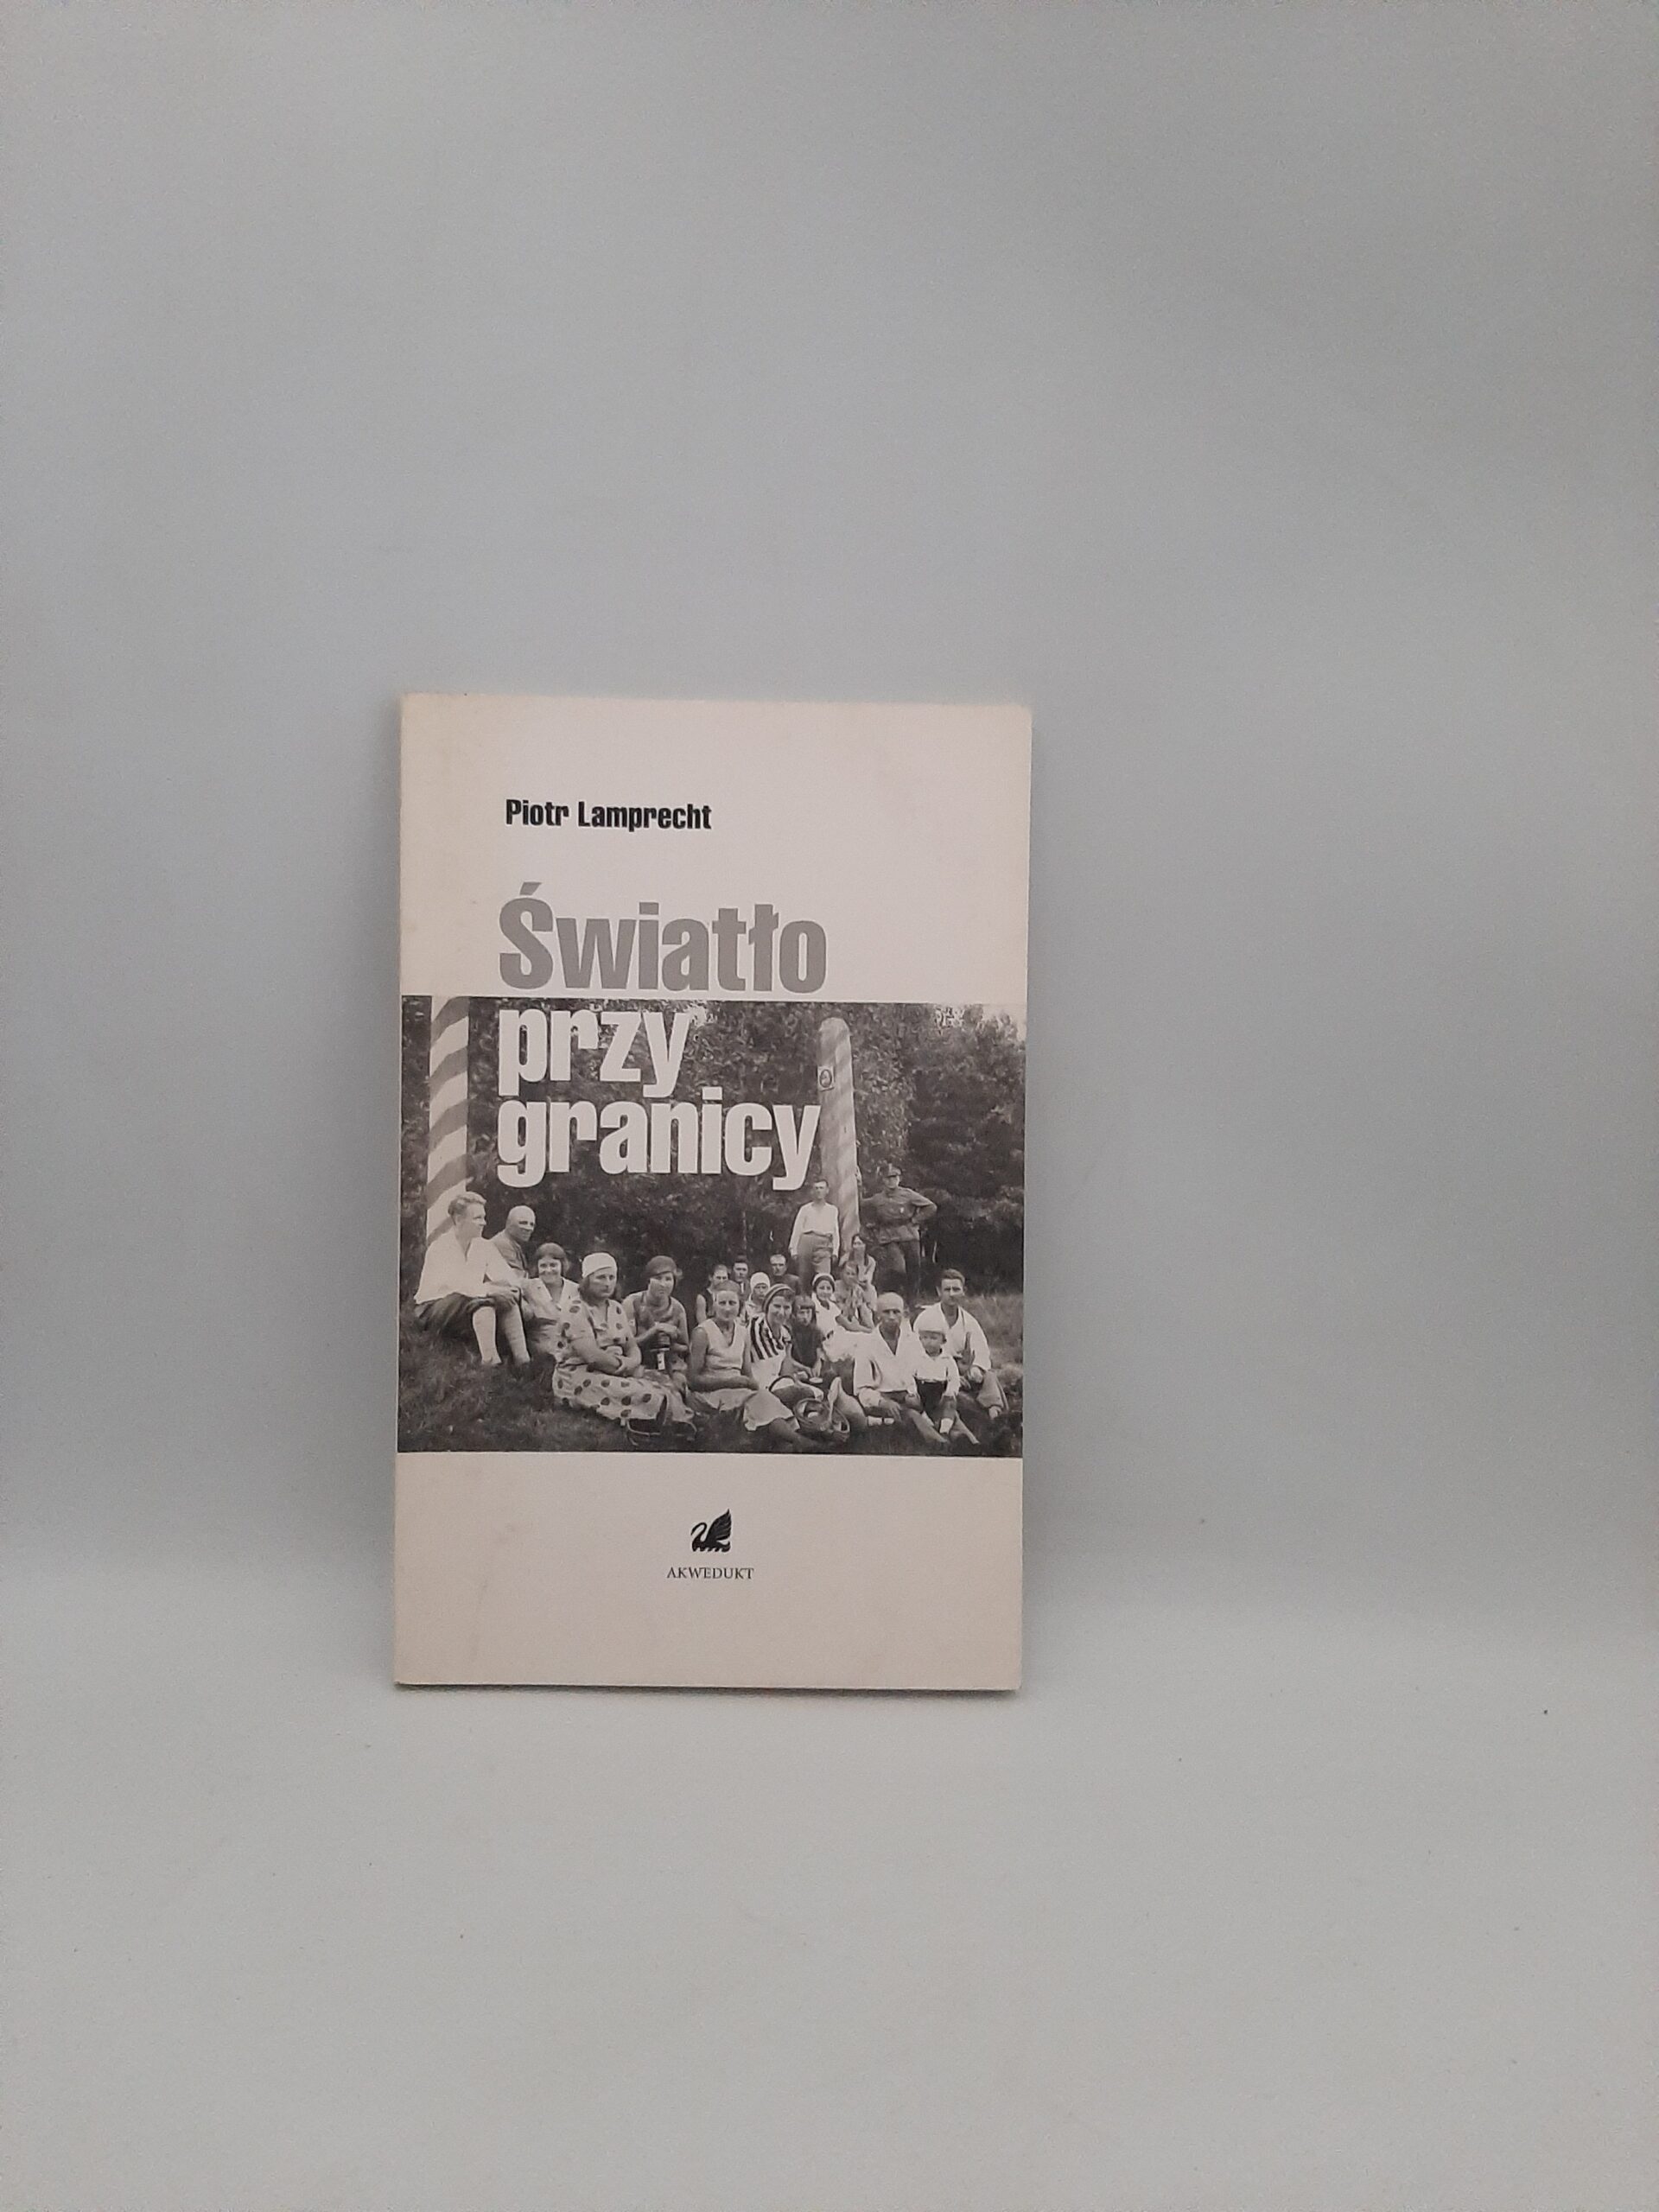 Piotr Lamprecht
Światło
przy
granicy
AKWEDUKT